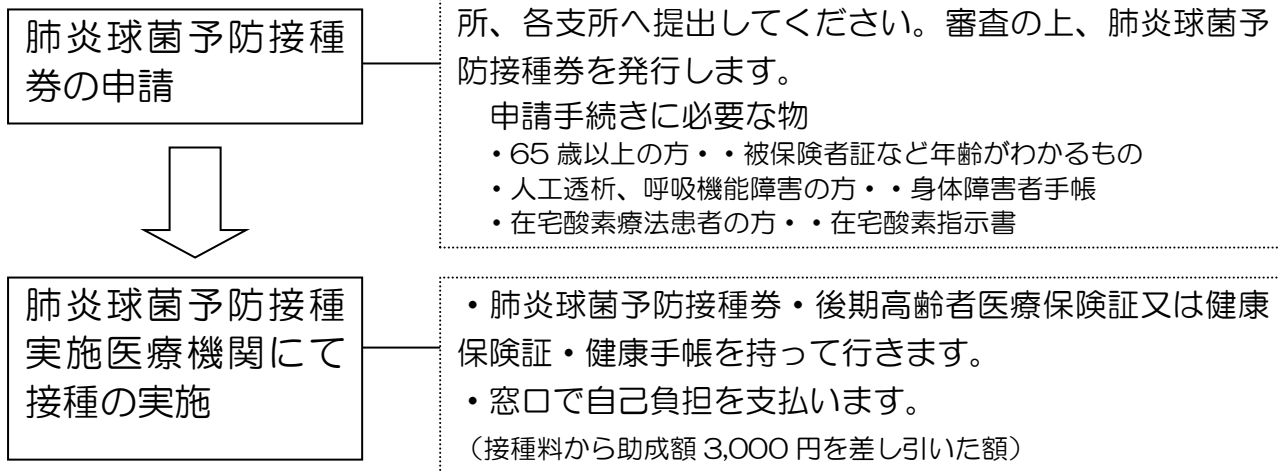 肺炎球菌予防接種
券の申請
所、各支所へ提出してください。審査の上、肺炎球菌予
防接種券を発行します。
申請手続きに必要な物
・65 歳以上の方・・被保険者証など年齢がわかるもの
・人工透析、呼吸機能障害の方・・身体障害者手帳
・在宅酸素療法患者の方・・在宅酸素指示書
肺炎球菌予防接種
実施医療機関にて
接種の実施
・肺炎球菌予防接種券・後期高齢者医療保険証又は健康
保険証・健康手帳を持って行きます。
・窓口で自己負担を支払います。
（接種料から助成額 3,000 円を差し引いた額）